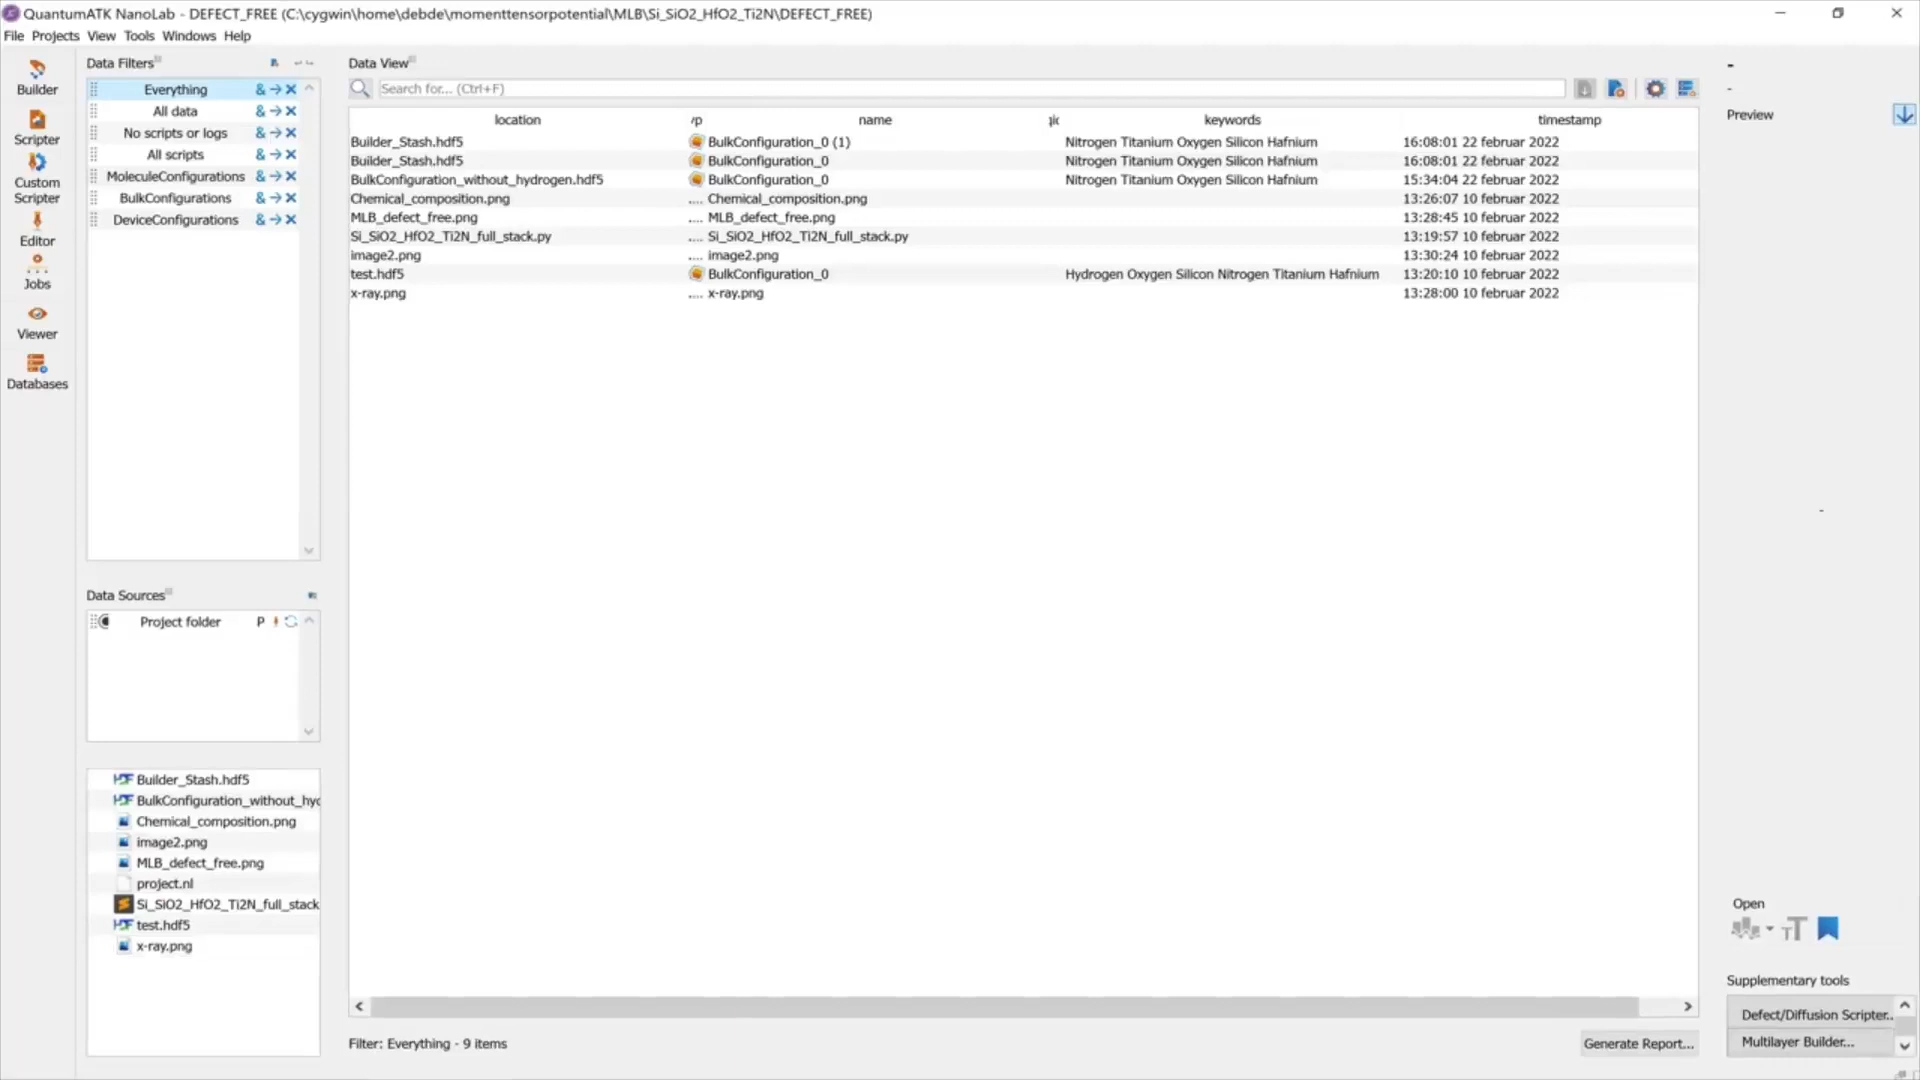 QuantumATK NanoLab - DEFECT_FREE (C:\cygwin\home\debde\momenttensorpotential\MLB\Si_SiO2_HfO2_Ti2N\DEFECT_FREE)
File Projects View Tools Windows Help
Builder
Scripter
Custom Scripter
Editor
Jobs
Viewer
Databases
Data Filters
Everything &
All data &
No scripts or logs &
All scripts &
MoleculeConfigurations &
BulkConfigurations &
DeviceConfigurations &
Data Sources
Project folder P
Builder_Stash.hdf5
BulkConfiguration_without_hyd
Chemical_composition.png
image2.png
MLB_defect_free.png
project.nl
Si_SiO2_HfO2_Ti2N_full_stack
test.hdf5
x-ray.png
Data View
Search for... (Ctrl+F)
location name keywords timestamp
Builder_Stash.hdf5 BulkConfiguration_0 (1) Nitrogen Titanium Oxygen Silicon Hafnium 16:08:01 22 februar 2022
Builder_Stash.hdf5 BulkConfiguration_0 Nitrogen Titanium Oxygen Silicon Hafnium 16:08:01 22 februar 2022
BulkConfiguration_without_hydrogen.hdf5 BulkConfiguration_0 Nitrogen Titanium Oxygen Silicon Hafnium 15:34:04 22 februar 2022
Chemical_composition.png .... Chemical_composition.png 13:26:07 10 februar 2022
MLB_defect_free.png .... MLB_defect_free.png 13:28:45 10 februar 2022
Si_SiO2_HfO2_Ti2N_full_stack.py .... Si_SiO2_HfO2_Ti2N_full_stack.py 13:19:57 10 februar 2022
image2.png .... image2.png 13:30:24 10 februar 2022
test.hdf5 BulkConfiguration_0 Hydrogen Oxygen Silicon Nitrogen Titanium Hafnium 13:20:10 10 februar 2022
x-ray.png .... x-ray.png 13:28:00 10 februar 2022
Filter: Everything - 9 items
Generate Report...
-
-
Preview
-
Open
TT
Supplementary tools
Defect/Diffusion Scripter..
Multilayer Builder...